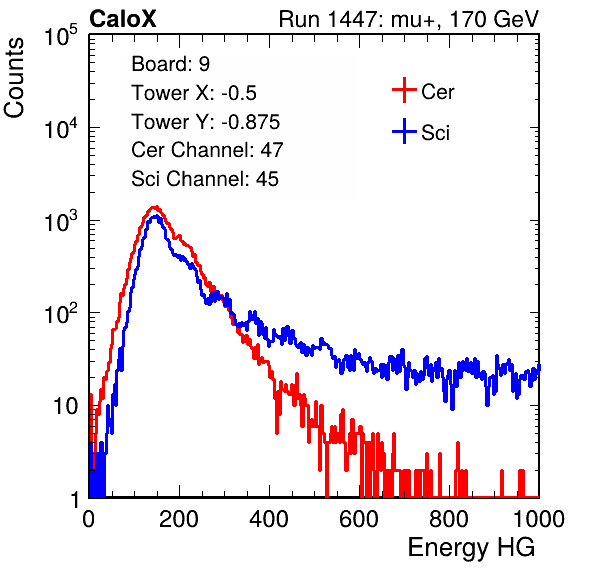 CaloX Run 1447: mu+, 170 GeV
Counts
Board: 9
Tower X: -0.5
Tower Y: -0.875
Cer Channel: 47
Sci Channel: 45
Cer
Sci
10^5
10^4
10^3
10^2
10
1
0 200 400 600 800 1000
Energy HG